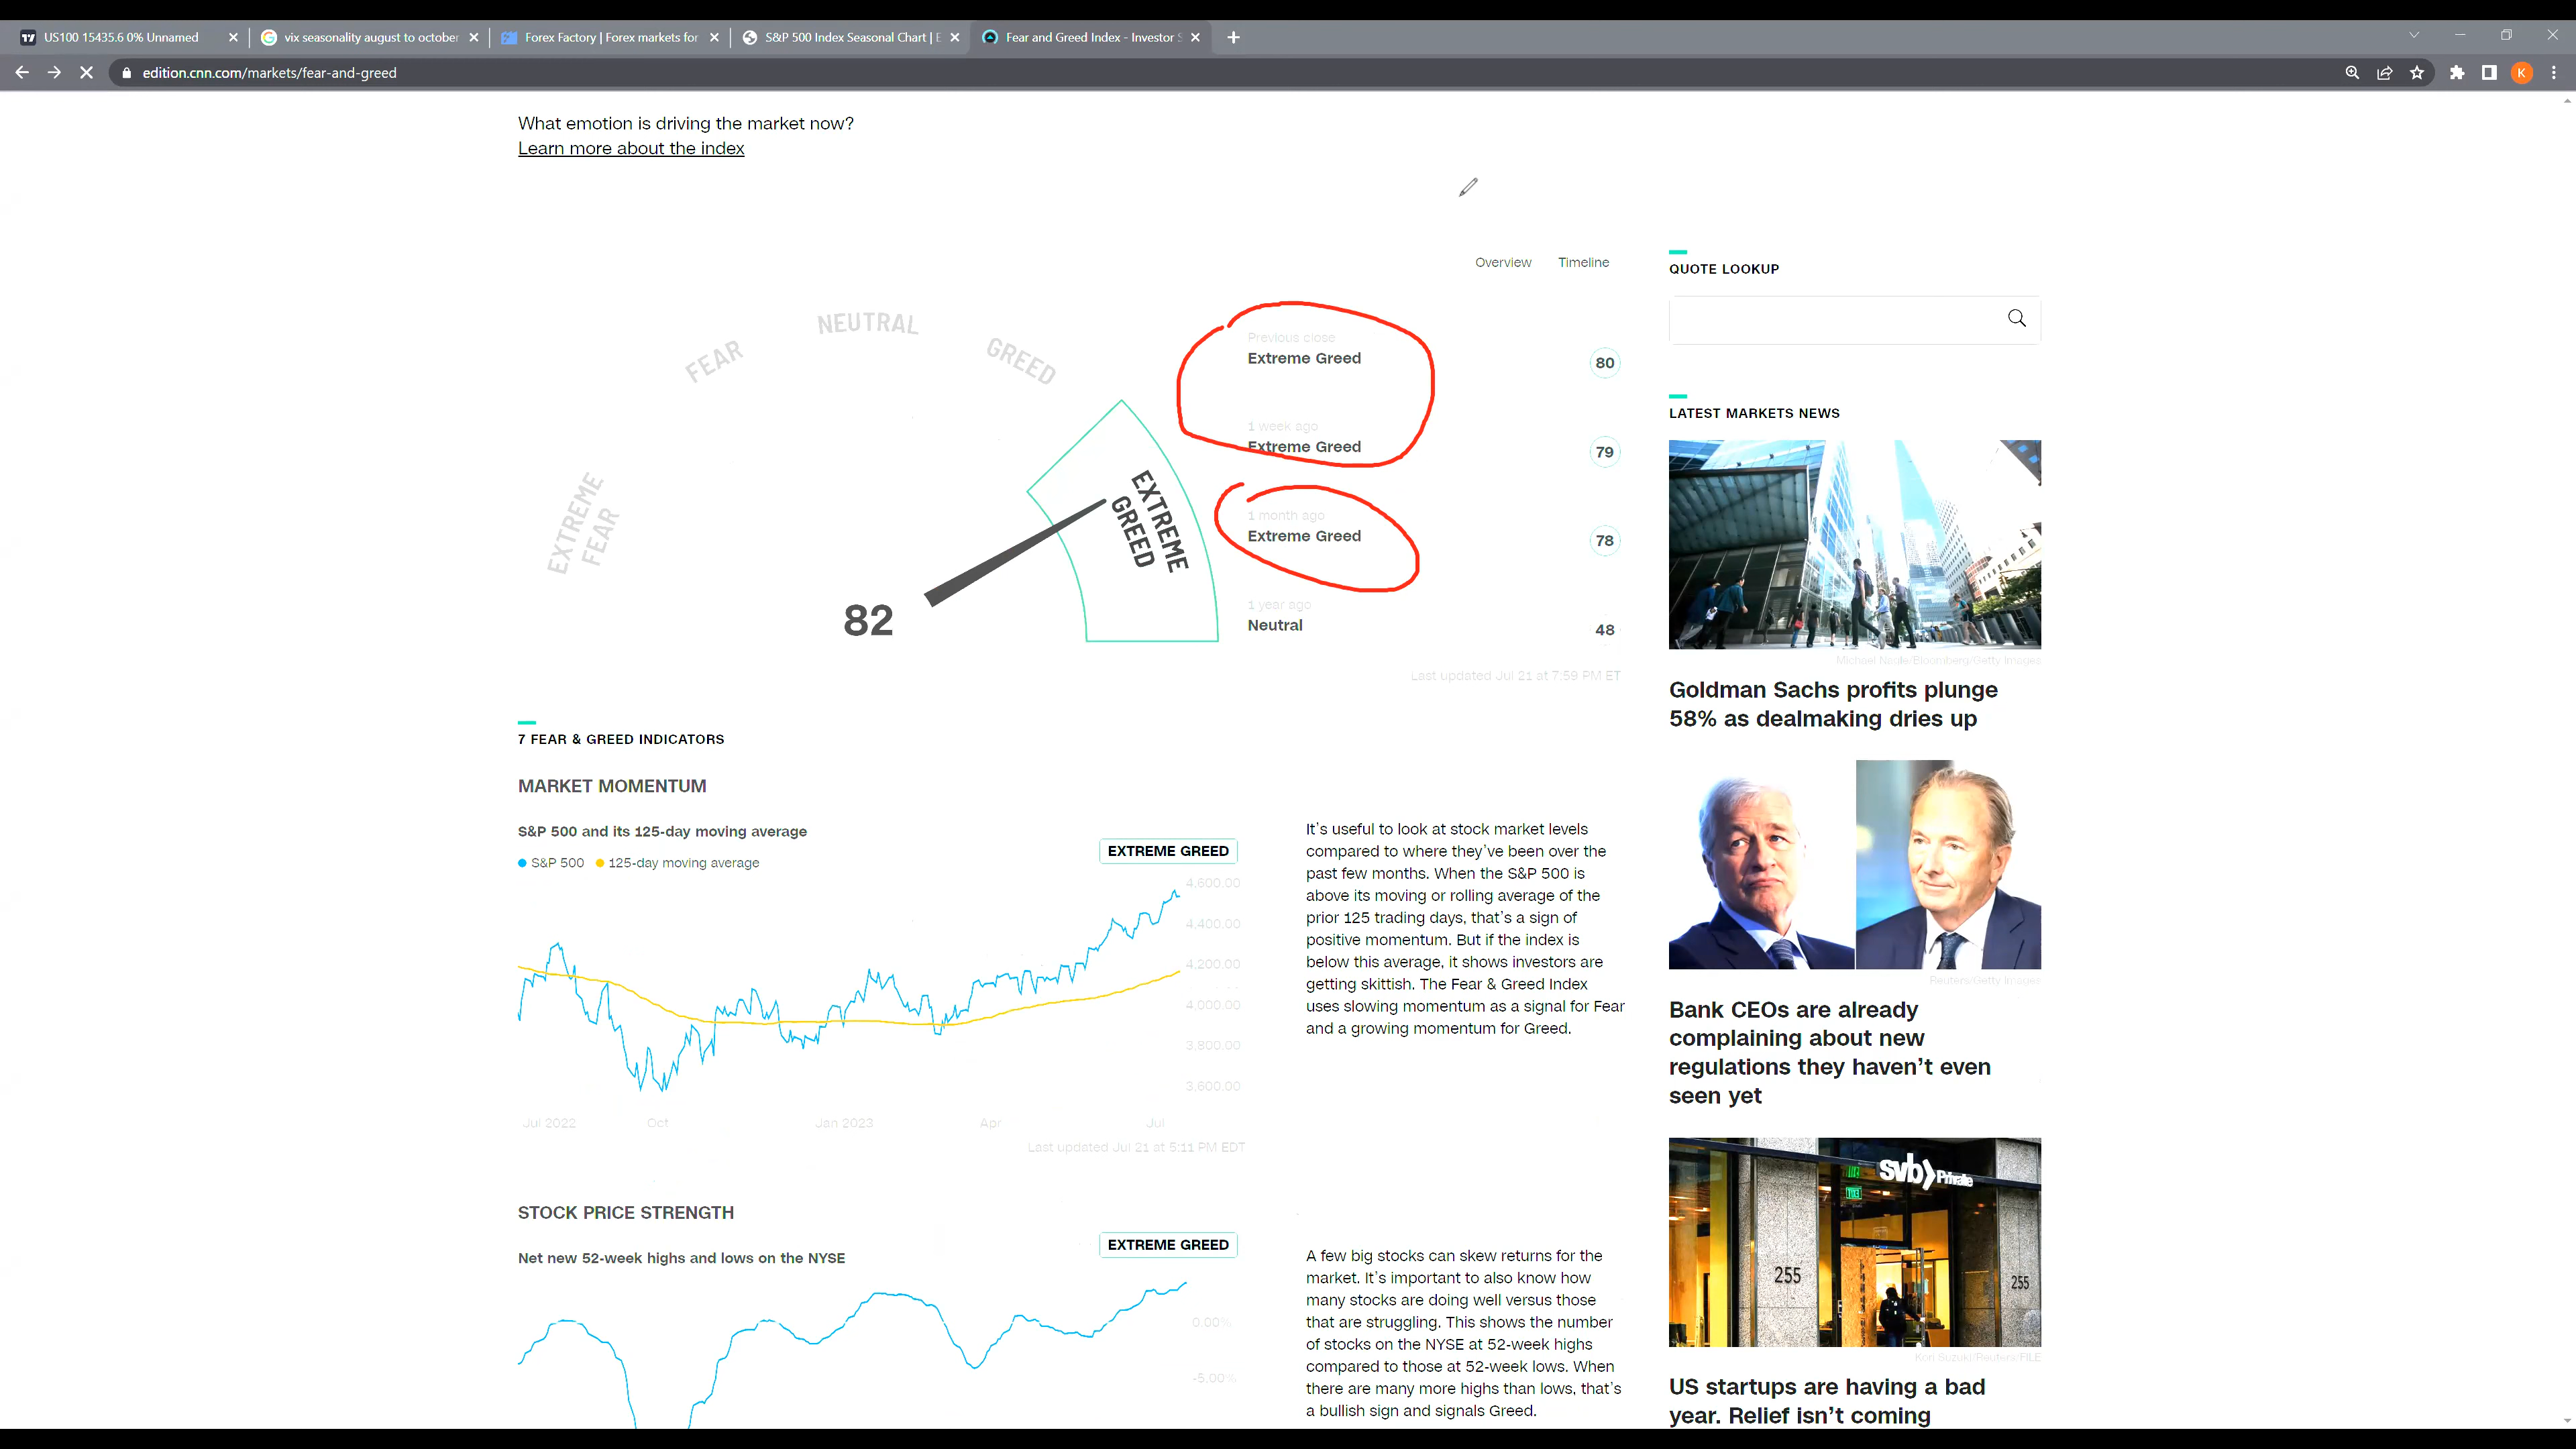 US100 15435.6 0% Unnamed
vix seasonality august to october
Forex Factory | Forex markets for
S&P 500 Index Seasonal Chart | E
Fear and Greed Index - Investor S
edition.cnn.com/markets/fear-and-greed
K
What emotion is driving the market now?
Learn more about the index
Overview Timeline
EXTREME FEAR
FEAR
NEUTRAL
GREED
EXTREME GREED
82
Previous close
Extreme Greed 80
1 week ago
Extreme Greed 79
1 month ago
Extreme Greed 78
1 year ago
Neutral 48
Last updated Jul 21 at 7:59 PM ET
7 FEAR & GREED INDICATORS
MARKET MOMENTUM
S&P 500 and its 125-day moving average
S&P 500 125-day moving average
EXTREME GREED
4,600.00
4,400.00
4,200.00
4,000.00
3,800.00
3,600.00
Jul 2022 Oct Jan 2023 Apr Jul
Last updated Jul 21 at 5:11 PM EDT
It's useful to look at stock market levels
compared to where they've been over the
past few months. When the S&P 500 is
above its moving or rolling average of the
prior 125 trading days, that's a sign of
positive momentum. But if the index is
below this average, it shows investors are
getting skittish. The Fear & Greed Index
uses slowing momentum as a signal for Fear
and a growing momentum for Greed.
STOCK PRICE STRENGTH
Net new 52-week highs and lows on the NYSE
EXTREME GREED
0.00%
-5.00%
A few big stocks can skew returns for the
market. It's important to also know how
many stocks are doing well versus those
that are struggling. This shows the number
of stocks on the NYSE at 52-week highs
compared to those at 52-week lows. When
there are many more highs than lows, that's
a bullish sign and signals Greed.
QUOTE LOOKUP
LATEST MARKETS NEWS
Michael Nagle/Bloomberg/Getty Images
Goldman Sachs profits plunge
58% as dealmaking dries up
Reuters/Getty Images
Bank CEOs are already
complaining about new
regulations they haven't even
seen yet
svb Private
255
255
Kori Suzuki/Reuters/FILE
US startups are having a bad
year. Relief isn't coming